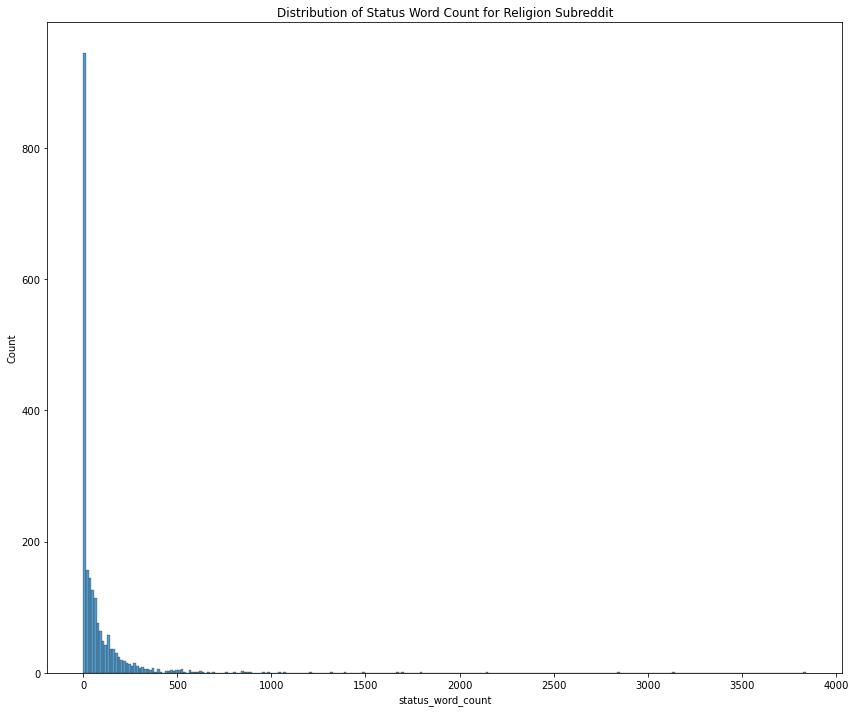 Distribution of Status Word Count for Religion Subreddit
800
600
400
200
0
Count
0 500 1000 1500 2000 2500 3000 3500 4000
status_word_count